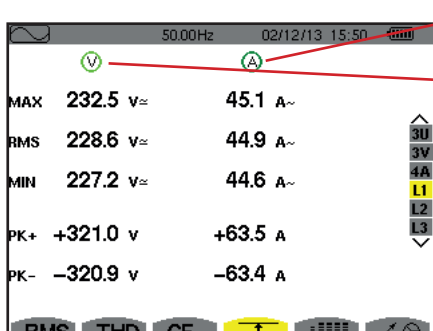 50.00Hz 02/12/13 15:50
V A
MAX 232.5 V≃ 45.1 A~
RMS 228.6 V≃ 44.9 A~
MIN 227.2 V≃ 44.6 A~
PK+ +321.0 V +63.5 A
PK- -320.9 V -63.4 A
3U
3V
4A
L1
L2
L3
RMS THD CF